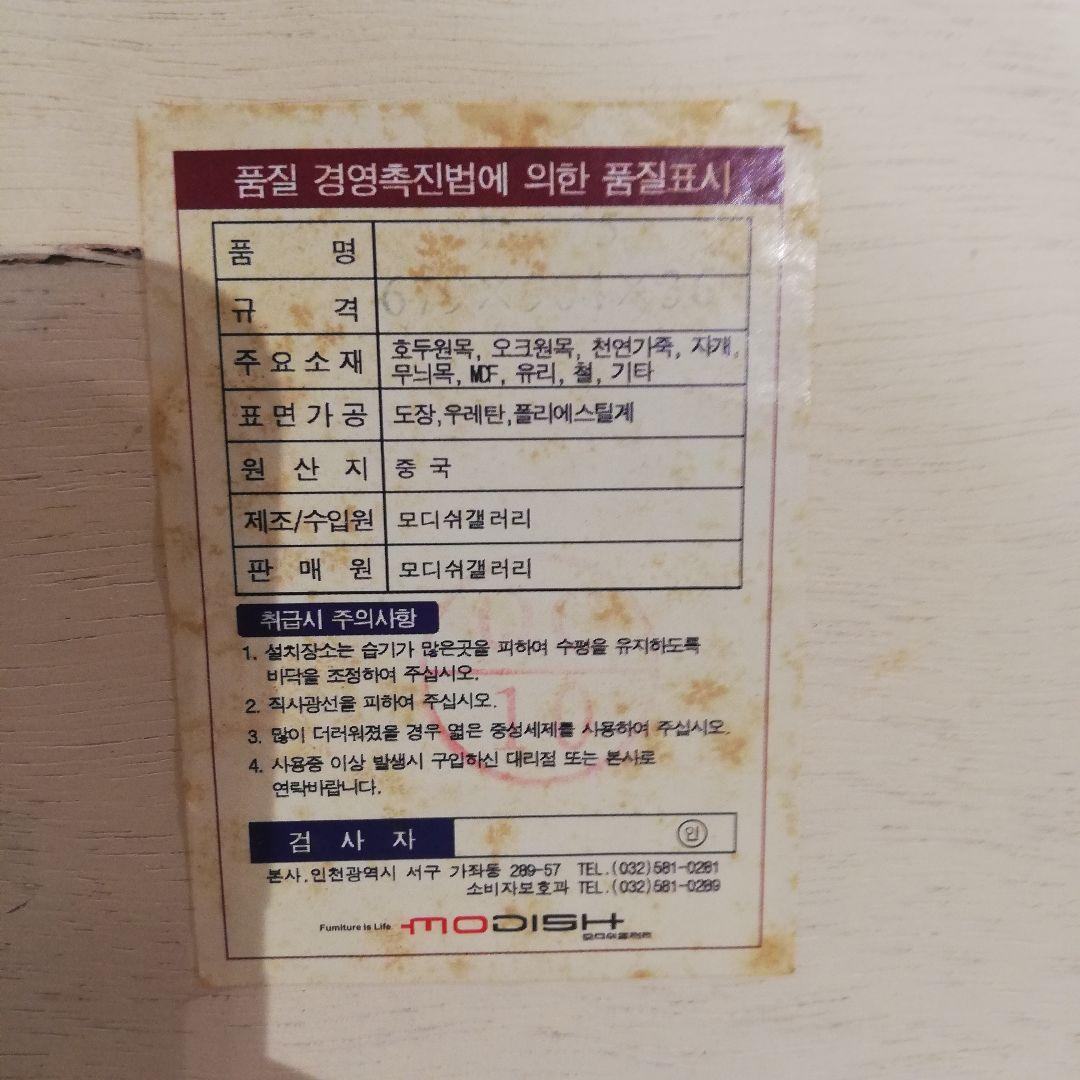 품질 경영촉진법에 의한 품질표시
품 명
규 격
주요소재 호두원목, 오크원목, 천연가죽, 자개,
무늬목, MDF, 유리, 철, 기타
표면가공 도장,우레탄,폴리에스틸계
원 산 지 중 국
제조/수입원 모디쉬갤러리
판 매 원 모디쉬갤러리
취급시 주의사항
1. 설치장소는 습기가 많은곳을 피하여 수평을 유지하도록
바닥을 조정하여 주십시오.
2. 직사광선을 피하여 주십시오.
3. 많이 더러워졌을 경우 엷은 중성세제를 사용하여 주십시오.
4. 사용중 이상 발생시 구입하신 대리점 또는 본사로
연락바랍니다.
검 사 자 인
본사.인천광역시 서구 가좌동 289-57 TEL.(032)581-0281
소비자보호과 TEL.(032)581-0289
Furniture is Life MODISH
모디쉬갤러리